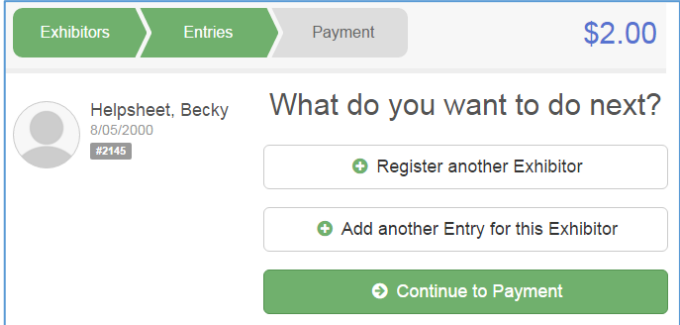 Exhibitors Entries Payment $2.00
Helpsheet, Becky
8/05/2000
#2145
What do you want to do next?
Register another Exhibitor
Add another Entry for this Exhibitor
Continue to Payment